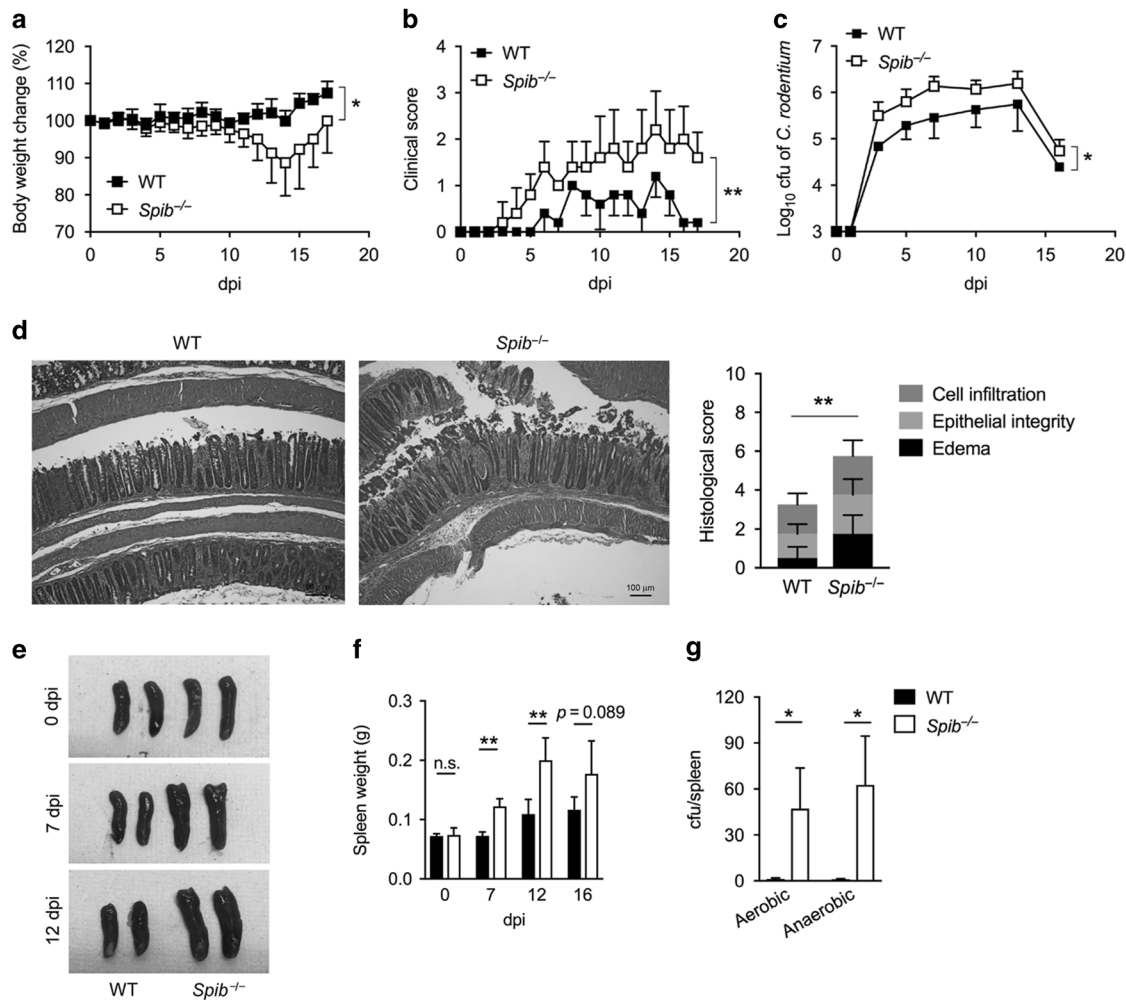 a
Body weight change (%)
120
110
100
90
80
70
0 5 10 15 20
dpi
WT
Spib⁻/⁻
*
b
Clinical score
4
3
2
1
0
0 5 10 15 20
dpi
WT
Spib⁻/⁻
**
c
Log₁₀ cfu of C. rodentium
7
6
5
4
3
0 5 10 15 20
dpi
WT
Spib⁻/⁻
*
d
WT
Spib⁻/⁻
100 μm
Histological score
10
8
6
4
2
0
**
WT Spib⁻/⁻
Cell infiltration
Epithelial integrity
Edema
e
0 dpi
7 dpi
12 dpi
WT Spib⁻/⁻
f
Spleen weight (g)
0.3
0.2
0.1
0.0
n.s.
**
**
p = 0.089
0 7 12 16
dpi
g
cfu/spleen
120
90
60
30
0
* *
Aerobic
Anaerobic
WT
Spib⁻/⁻